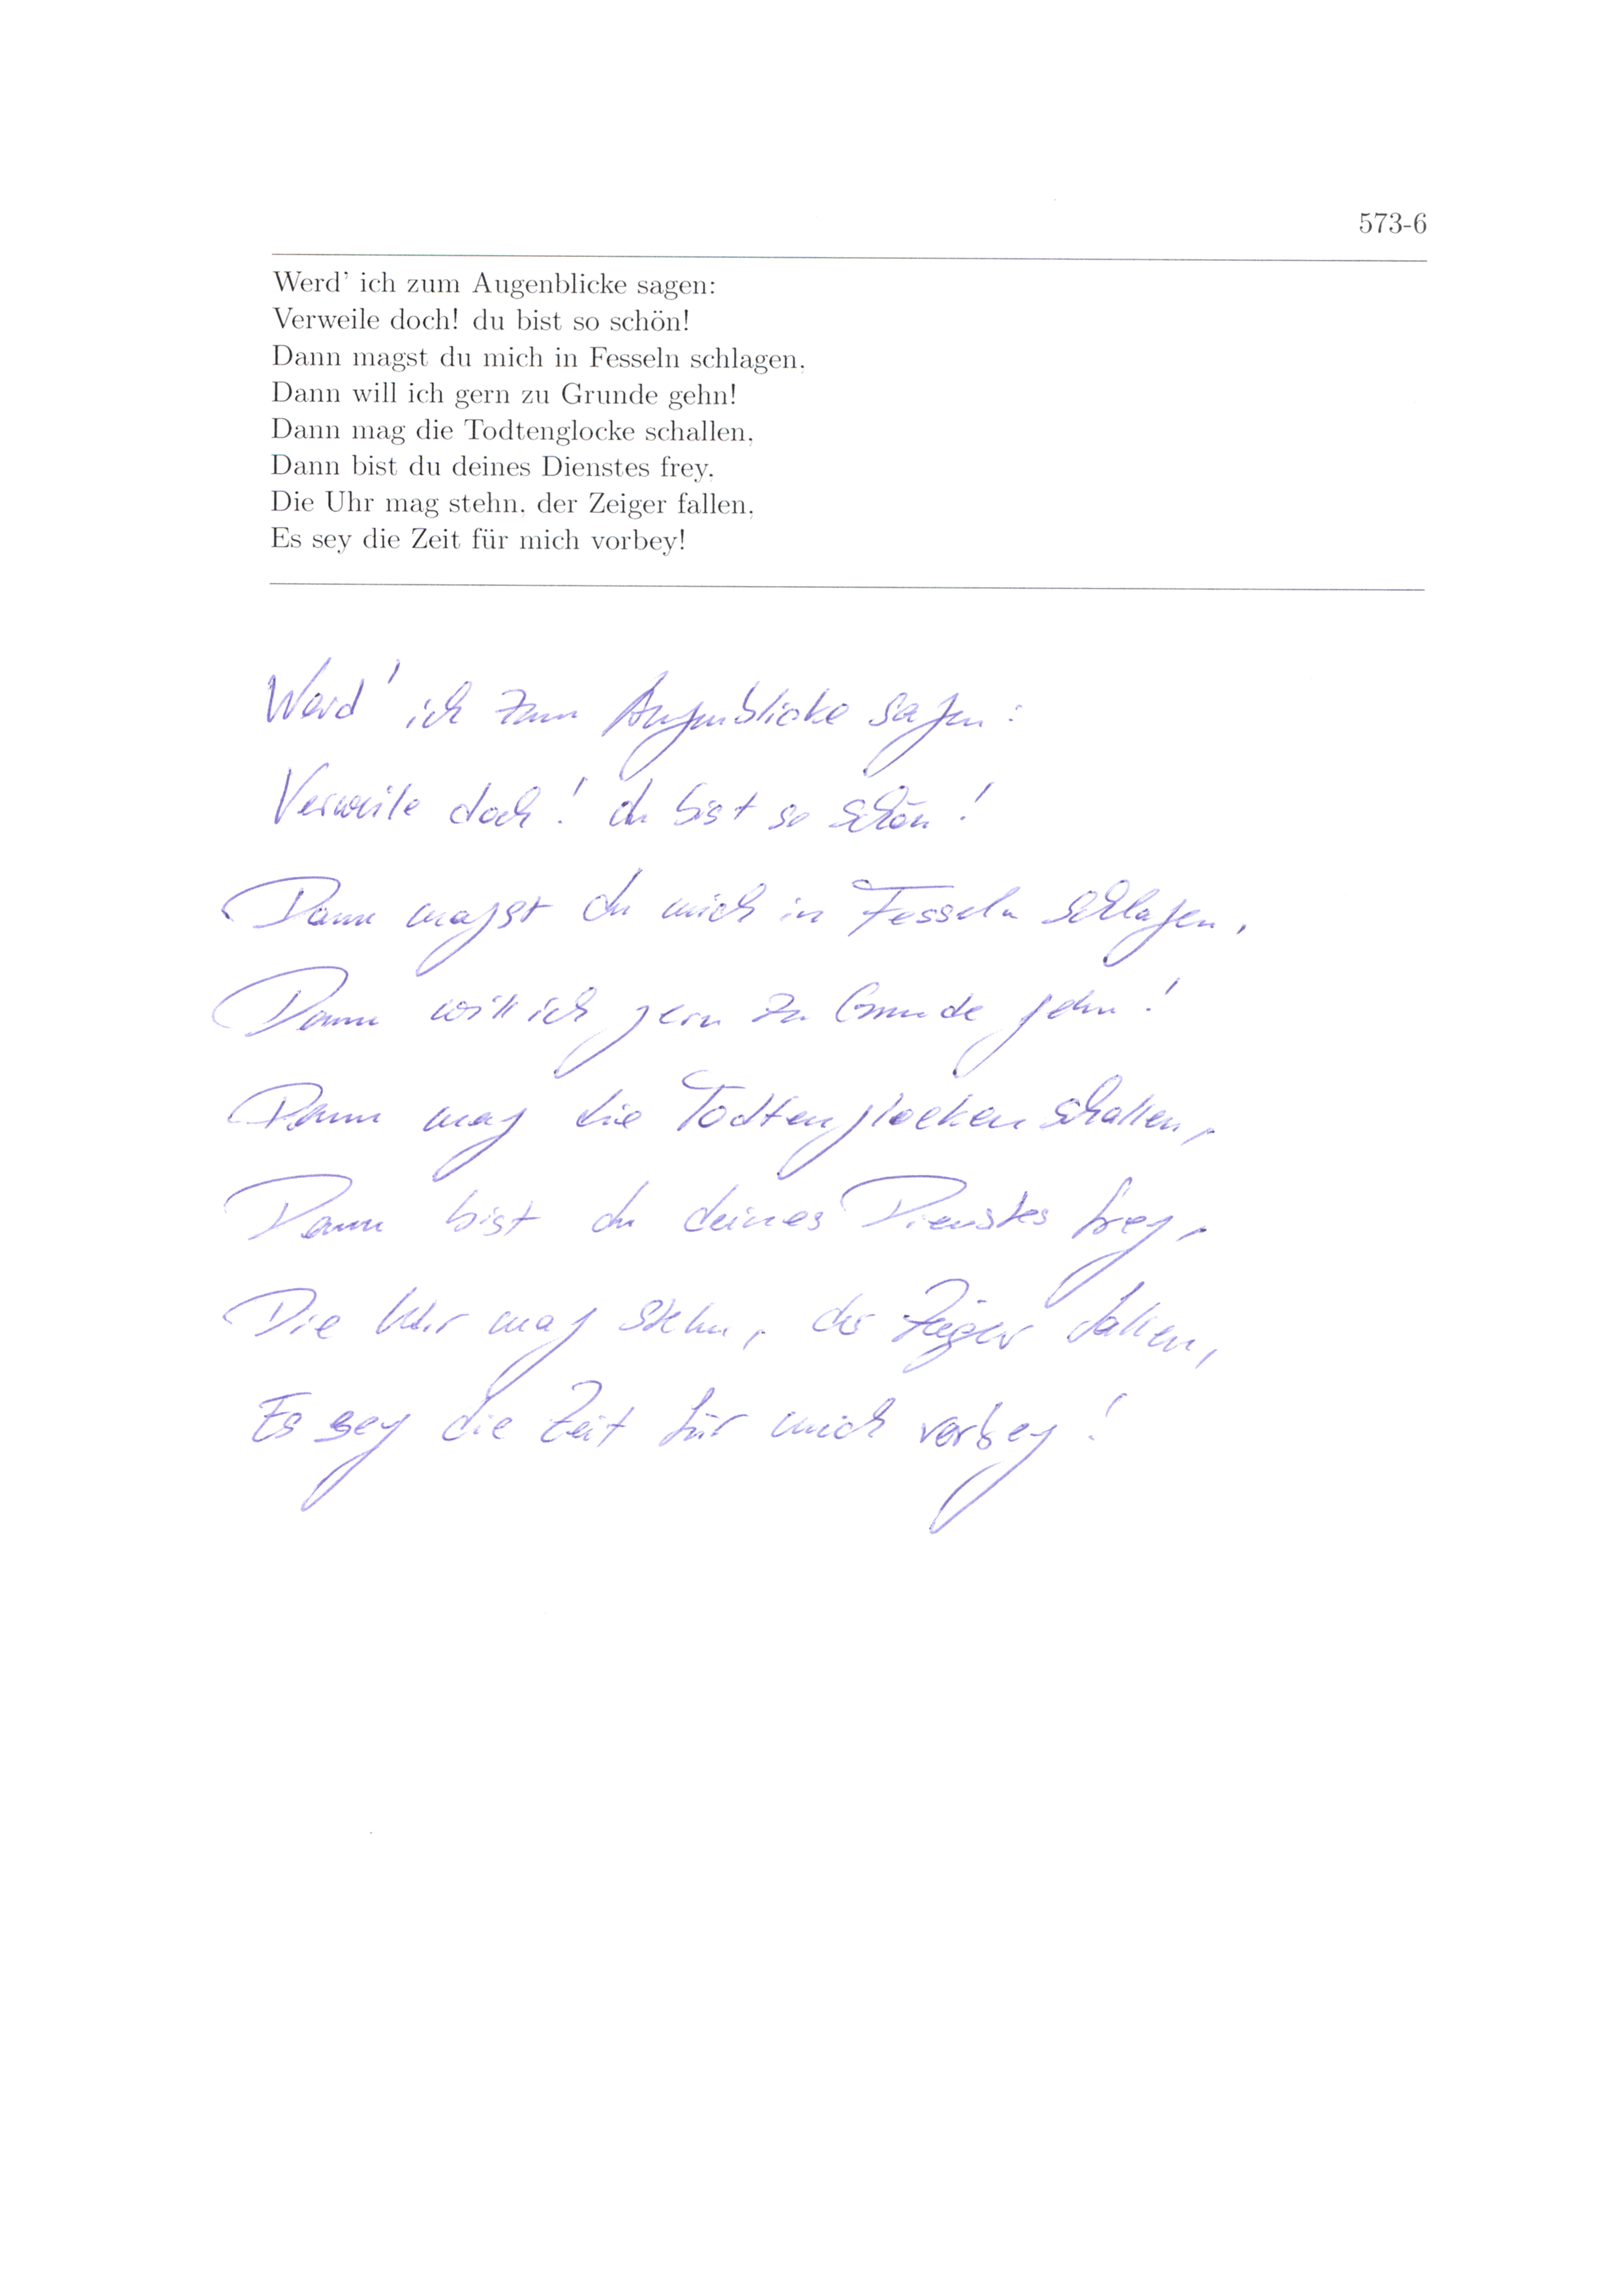 573-6
Werd' ich zum Augenblicke sagen:
Verweile doch! du bist so schön!
Dann magst du mich in Fesseln schlagen,
Dann will ich gern zu Grunde gehn!
Dann mag die Todtenglocke schallen,
Dann bist du deines Dienstes frey,
Die Uhr mag stehn, der Zeiger fallen,
Es sey die Zeit für mich vorbey!
Werd' ich zum Augenblicke sagen:
Verweile doch! du bist so schön!
Dann magst du mich in Fesseln schlagen,
Dann will ich gern zu Grunde gehn!
Dann mag die Todtenglocken schallen,
Dann bist du deines Dienstes frey,
Die Uhr mag stehn, der Zeiger fallen,
Es sey die Zeit für mich vorbey!